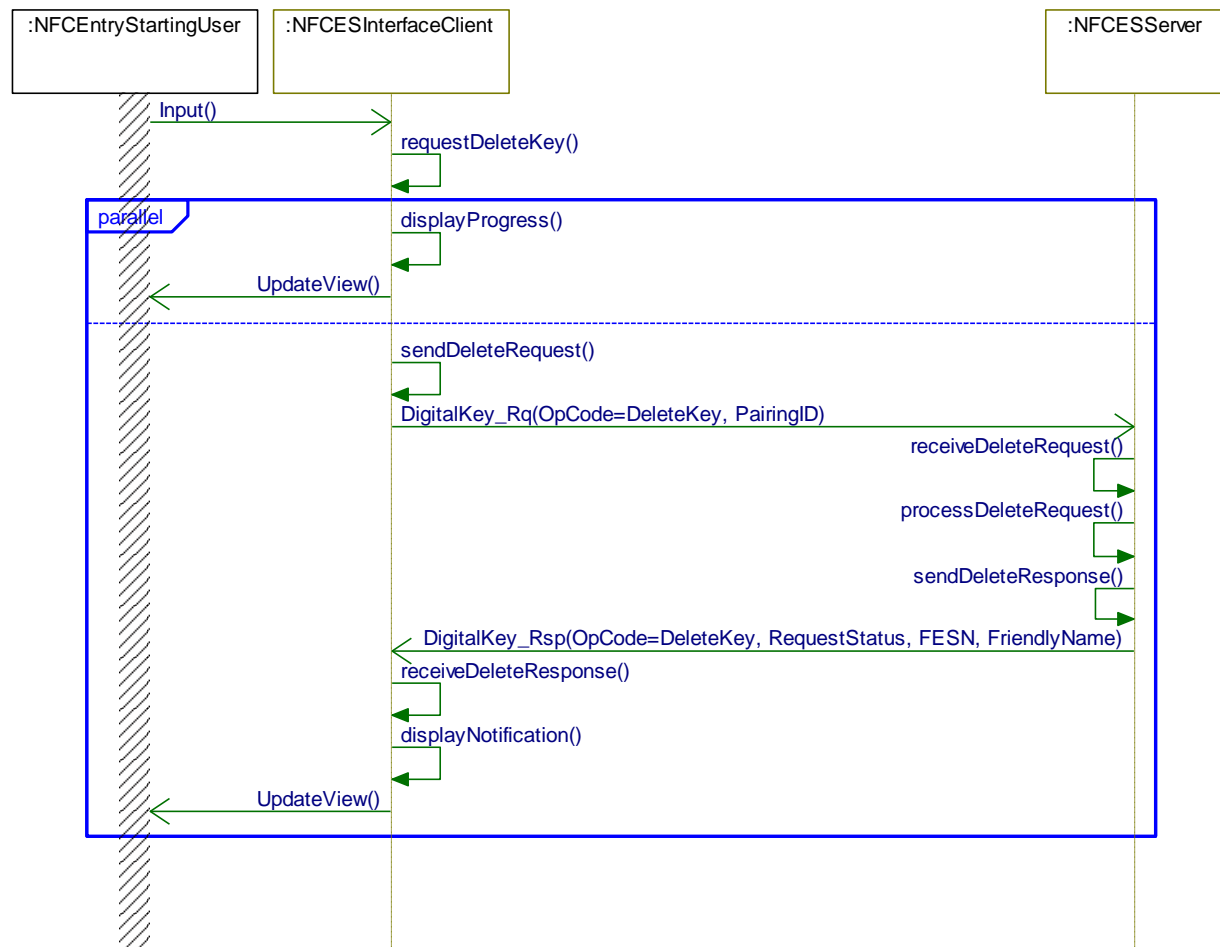 :NFCEntryStartingUser
:NFCESInterfaceClient
:NFCESServer
Input()
requestDeleteKey()
parallel
displayProgress()
UpdateView()
sendDeleteRequest()
DigitalKey_Rq(OpCode=DeleteKey, PairingID)
receiveDeleteRequest()
processDeleteRequest()
sendDeleteResponse()
DigitalKey_Rsp(OpCode=DeleteKey, RequestStatus, FESN, FriendlyName)
receiveDeleteResponse()
displayNotification()
UpdateView()